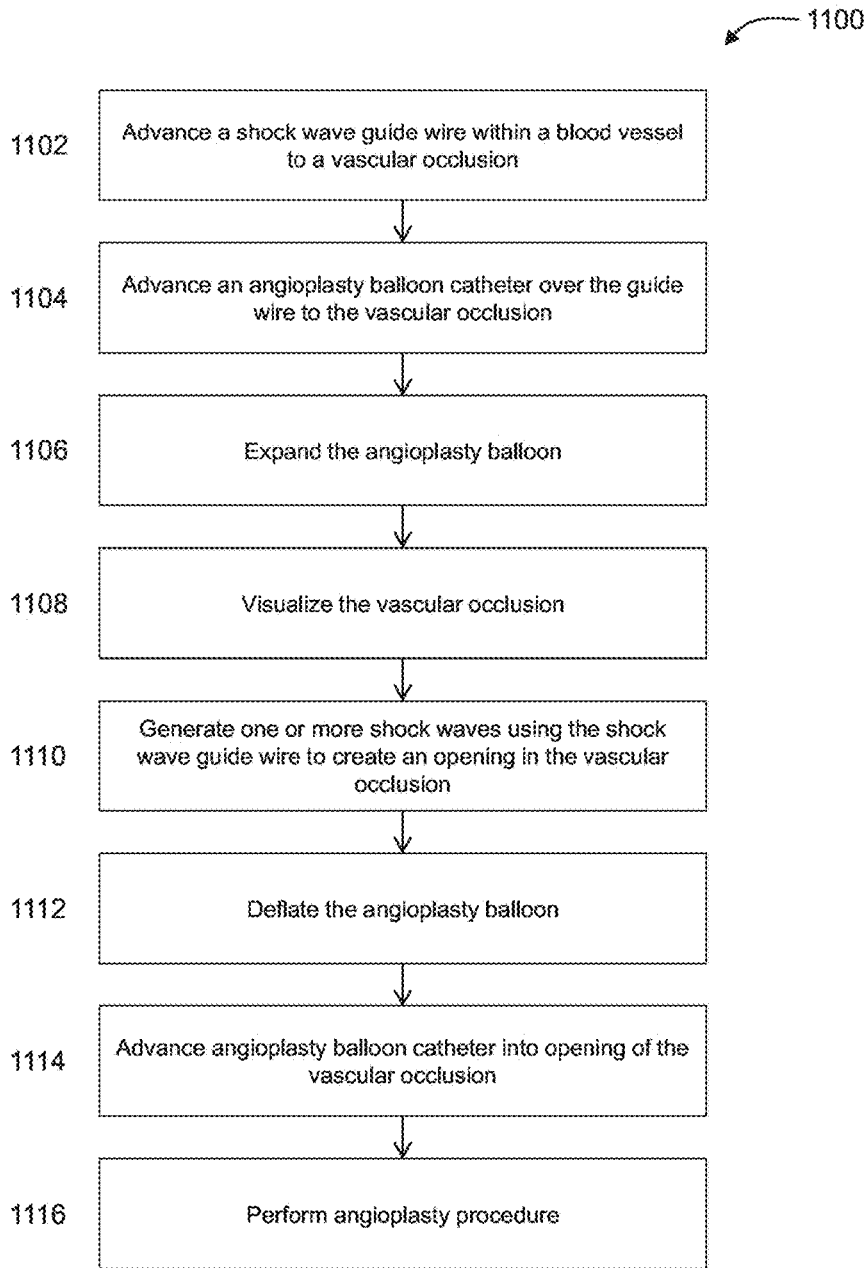 1100
1102
Advance a shock wave guide wire within a blood vessel
to a vascular occlusion
1104
Advance an angioplasty balloon catheter over the guide
wire to the vascular occlusion
1106
Expand the angioplasty balloon
1108
Visualize the vascular occlusion
1110
Generate one or more shock waves using the shock
wave guide wire to create an opening in the vascular
occlusion
1112
Deflate the angioplasty balloon
1114
Advance angioplasty balloon catheter into opening of the
vascular occlusion
1116
Perform angioplasty procedure